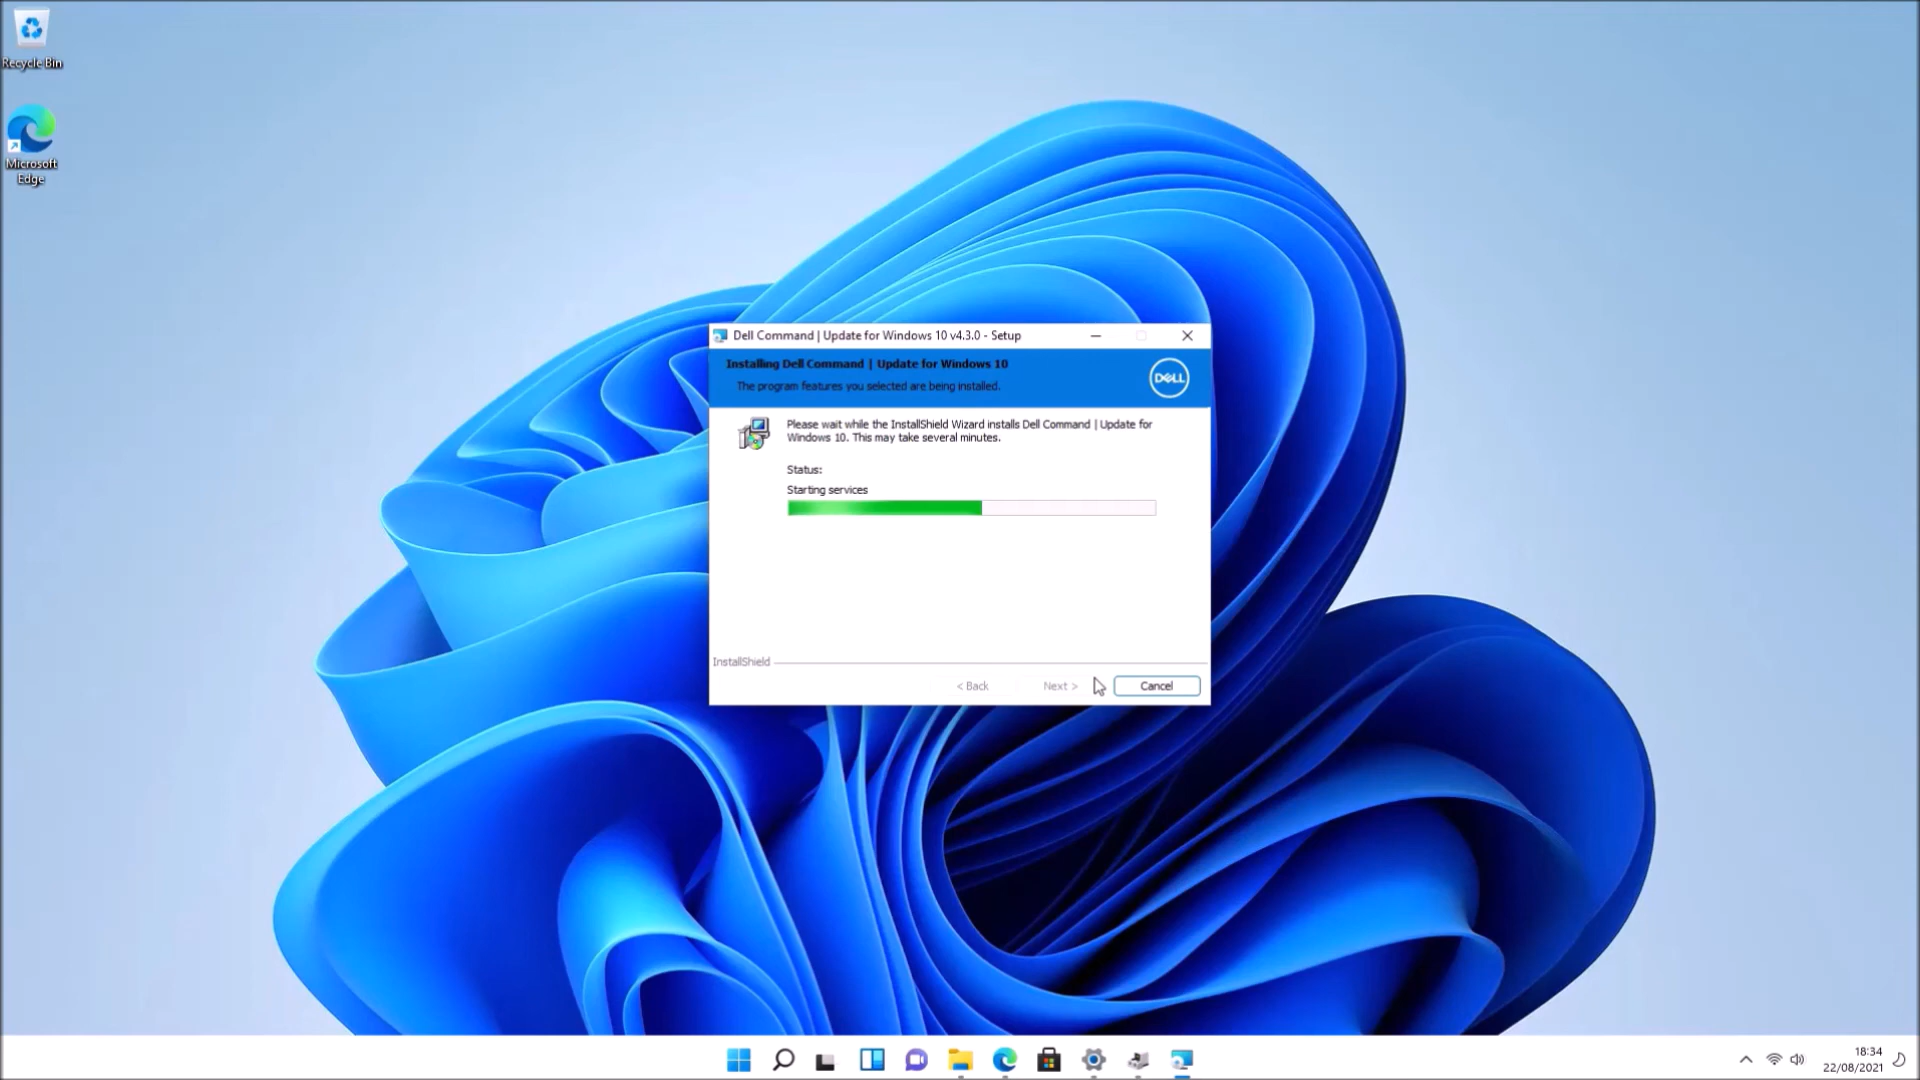 Recycle Bin
Microsoft
Edge
Dell Command | Update for Windows 10 v4.3.0 - Setup
Installing Dell Command | Update for Windows 10
The program features you selected are being installed.
DELL
Please wait while the InstallShield Wizard installs Dell Command | Update for
Windows 10. This may take several minutes.
Status:
Starting services
InstallShield
< Back
Next >
Cancel
18:34
22/08/2021